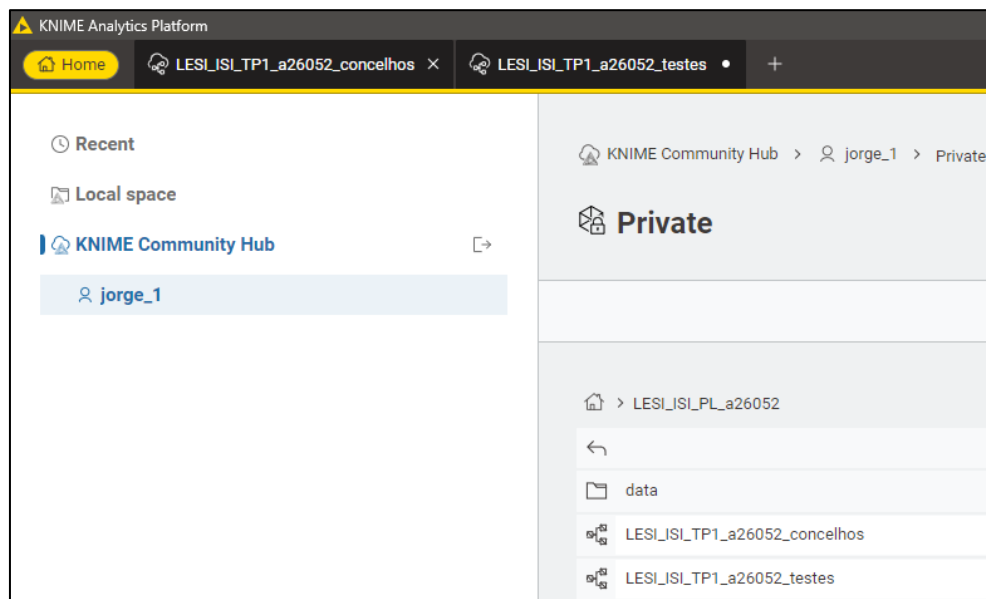 KNIME Analytics Platform
Home
LESI_ISI_TP1_a26052_concelhos
LESI_ISI_TP1_a26052_testes
Recent
Local space
KNIME Community Hub
jorge_1
KNIME Community Hub > jorge_1 > Private
Private
> LESI_ISI_PL_a26052
data
LESI_ISI_TP1_a26052_concelhos
LESI_ISI_TP1_a26052_testes